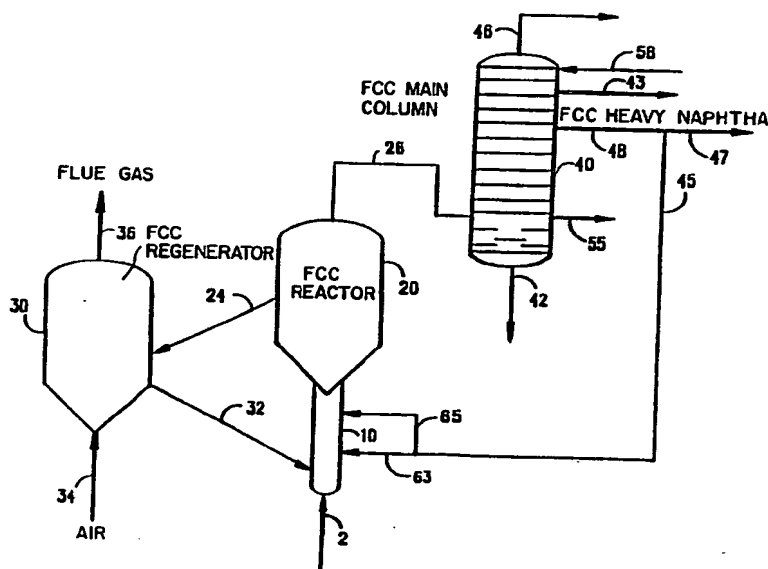 46
58
43
FCC MAIN
COLUMN
FCC HEAVY NAPHTHA
48
47
26
40
45
FLUE GAS
36
FCC
REGENERATOR
55
FCC
REACTOR
20
24
42
30
32
65
10
63
34
AIR
2